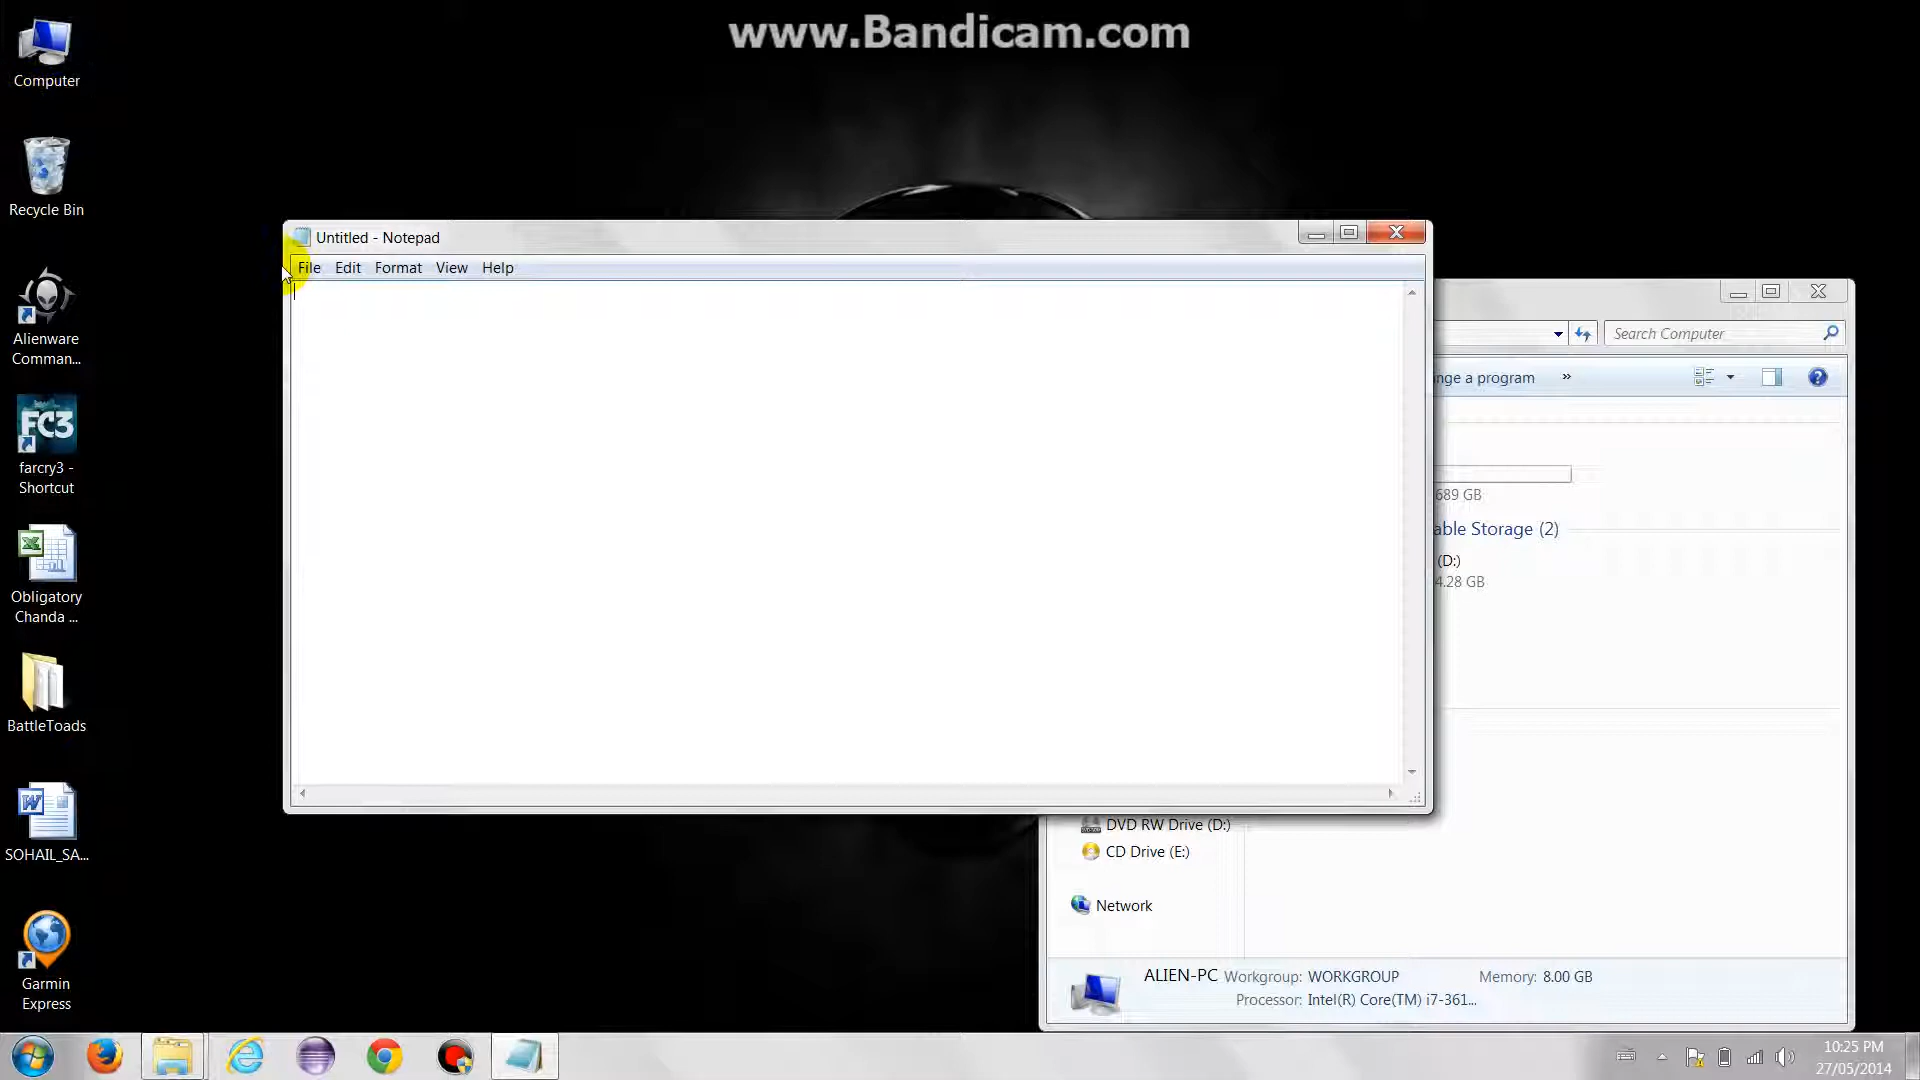 www.Bandicam.com
Computer
Recycle Bin
Alienware
Comman...
FC3
farcry3 -
Shortcut
Obligatory
Chanda ...
BattleToads
SOHAIL_SA...
Garmin
Express
Untitled - Notepad
File Edit Format View Help
Search Computer
nge a program »
689 GB
able Storage (2)
(D:)
4.28 GB
DVD RW Drive (D:)
CD Drive (E:)
Network
ALIEN-PC Workgroup: WORKGROUP Memory: 8.00 GB
Processor: Intel(R) Core(TM) i7-361...
10:25 PM
27/05/2014